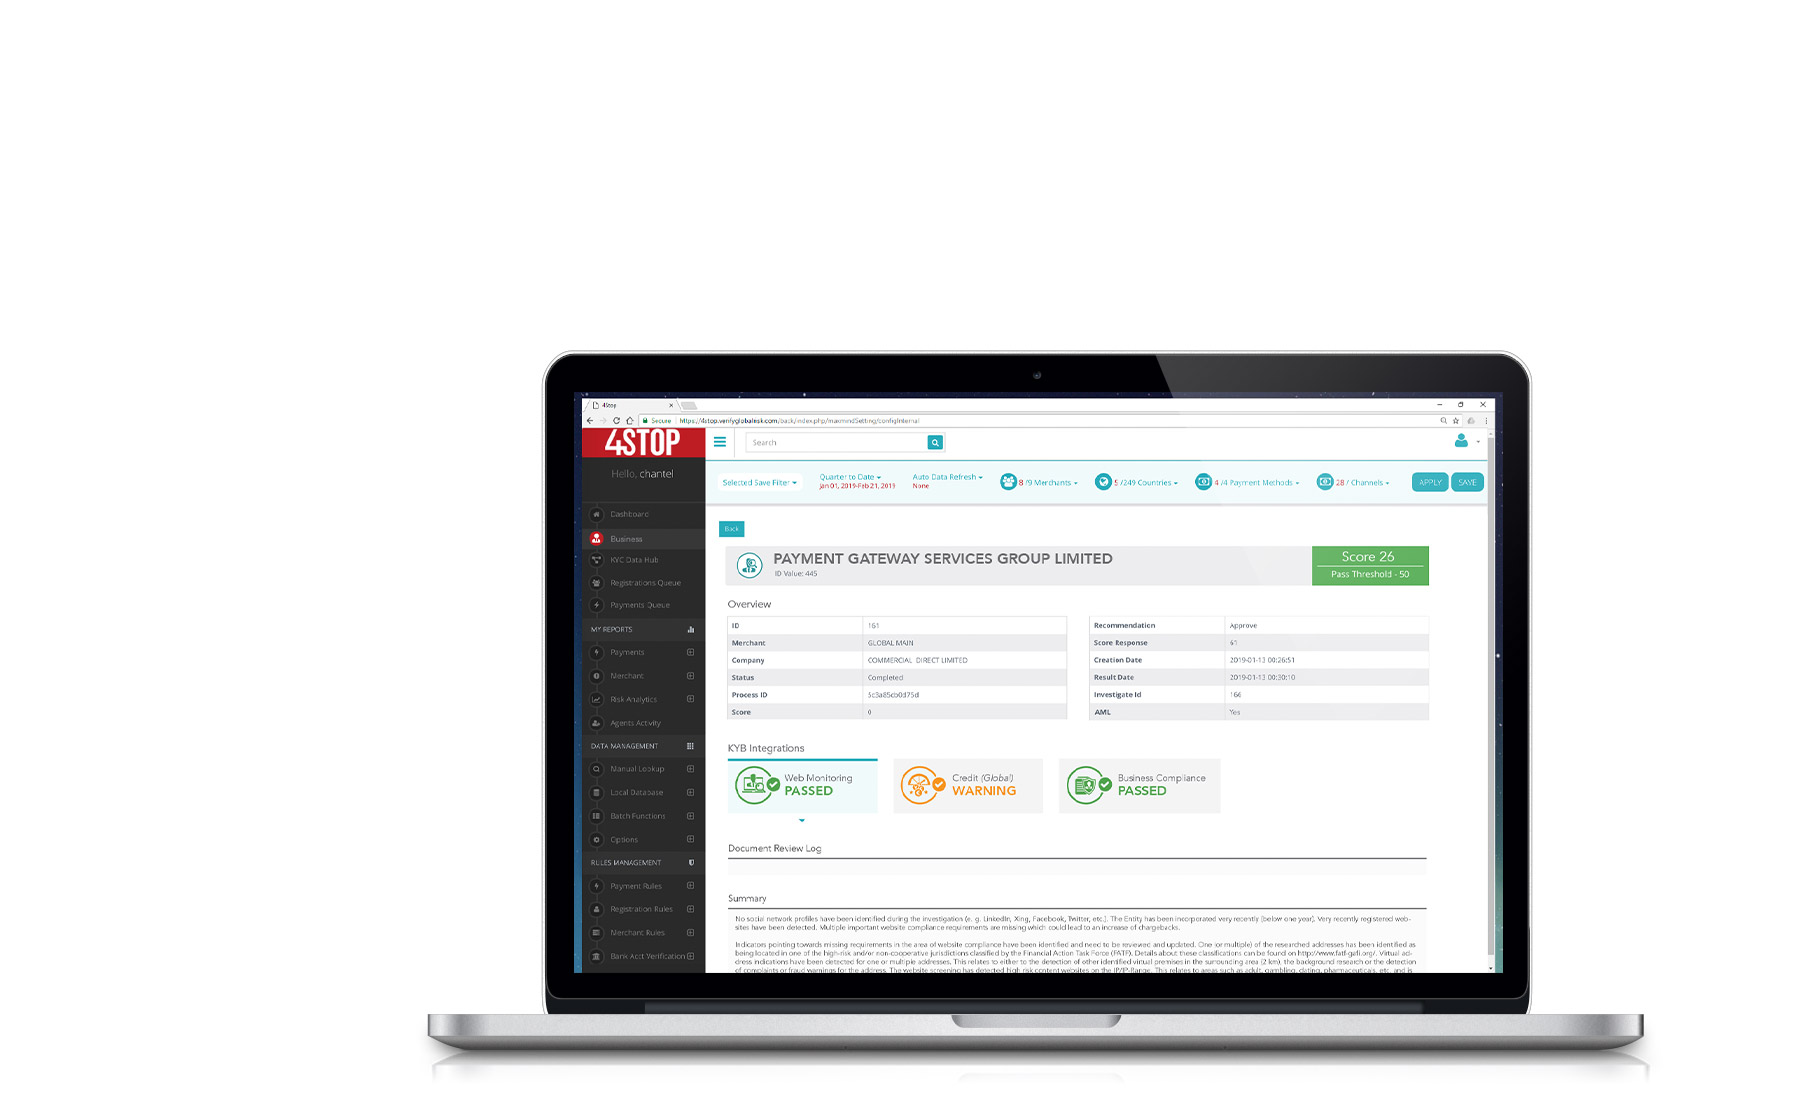 4Stop
Secure https://4stop.verifyglobalrisk.com/back/index.php/maxmindSetting/configInternal
4STOP
Search
Hello, chantel
Selected Save Filter
Quarter to Date
Jan 01, 2019-Feb 21, 2019
Auto Data Refresh
None
8 /9 Merchants
5 /249 Countries
4 /4 Payment Methods
28 / Channels
APPLY
SAVE
Dashboard
Business
KYC Data Hub
Registrations Queue
Payments Queue
MY REPORTS
Payments
Merchant
Risk Analytics
Agents Activity
DATA MANAGEMENT
Manual Lookup
Local Database
Batch Functions
Options
RULES MANAGEMENT
Payment Rules
Registration Rules
Merchant Rules
Bank Acct Verification
Back
PAYMENT GATEWAY SERVICES GROUP LIMITED
ID Value: 445
Score 26
Pass Threshold - 50
Overview
ID 161
Merchant GLOBAL MAIN
Company COMMERCIAL DIRECT LIMITED
Status Completed
Process ID 5c3a85cb0d75d
Score 0
Recommendation Approve
Score Response 61
Creation Date 2019-01-13 00:26:51
Result Date 2019-01-13 00:30:10
Investigate Id 166
AML Yes
KYB Integrations
Web Monitoring
PASSED
Credit (Global)
WARNING
Business Compliance
PASSED
Document Review Log
Summary
No social network profiles have been identified during the investigation (e. g. LinkedIn, Xing, Facebook, Twitter, etc.). The Entity has been incorporated very recently (below one year). Very recently registered web-
sites have been detected. Multiple important website compliance requirements are missing which could lead to an increase of chargebacks.
Indicators pointing towards missing requirements in the area of website compliance have been identified and need to be reviewed and updated. One (or multiple) of the researched addresses has been identified as
being located in one of the high-risk and/or non-cooperative jurisdictions classified by the Financial Action Task Force (FATF). Details about these classifications can be found on http://www.fatf-gafi.org/. Virtual ad-
dress indications have been detected for one or multiple addresses. This relates to either to the detection of other identified virtual premises in the surrounding area (2 km), the background research or the detection
of complaints or fraud warnings for the address. The website screening has detected high risk content websites on the IP/IP-Range. This relates to areas such as adult, gambling, dating, pharmaceuticals, etc. and is